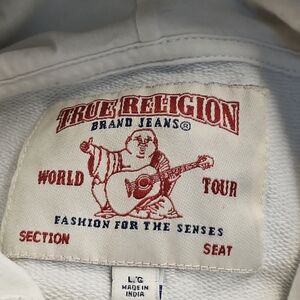 TRUE RELIGION
BRAND JEANS®
WORLD TOUR
FASHION FOR THE SENSES
SECTION SEAT
L/G
MADE IN
INDIA